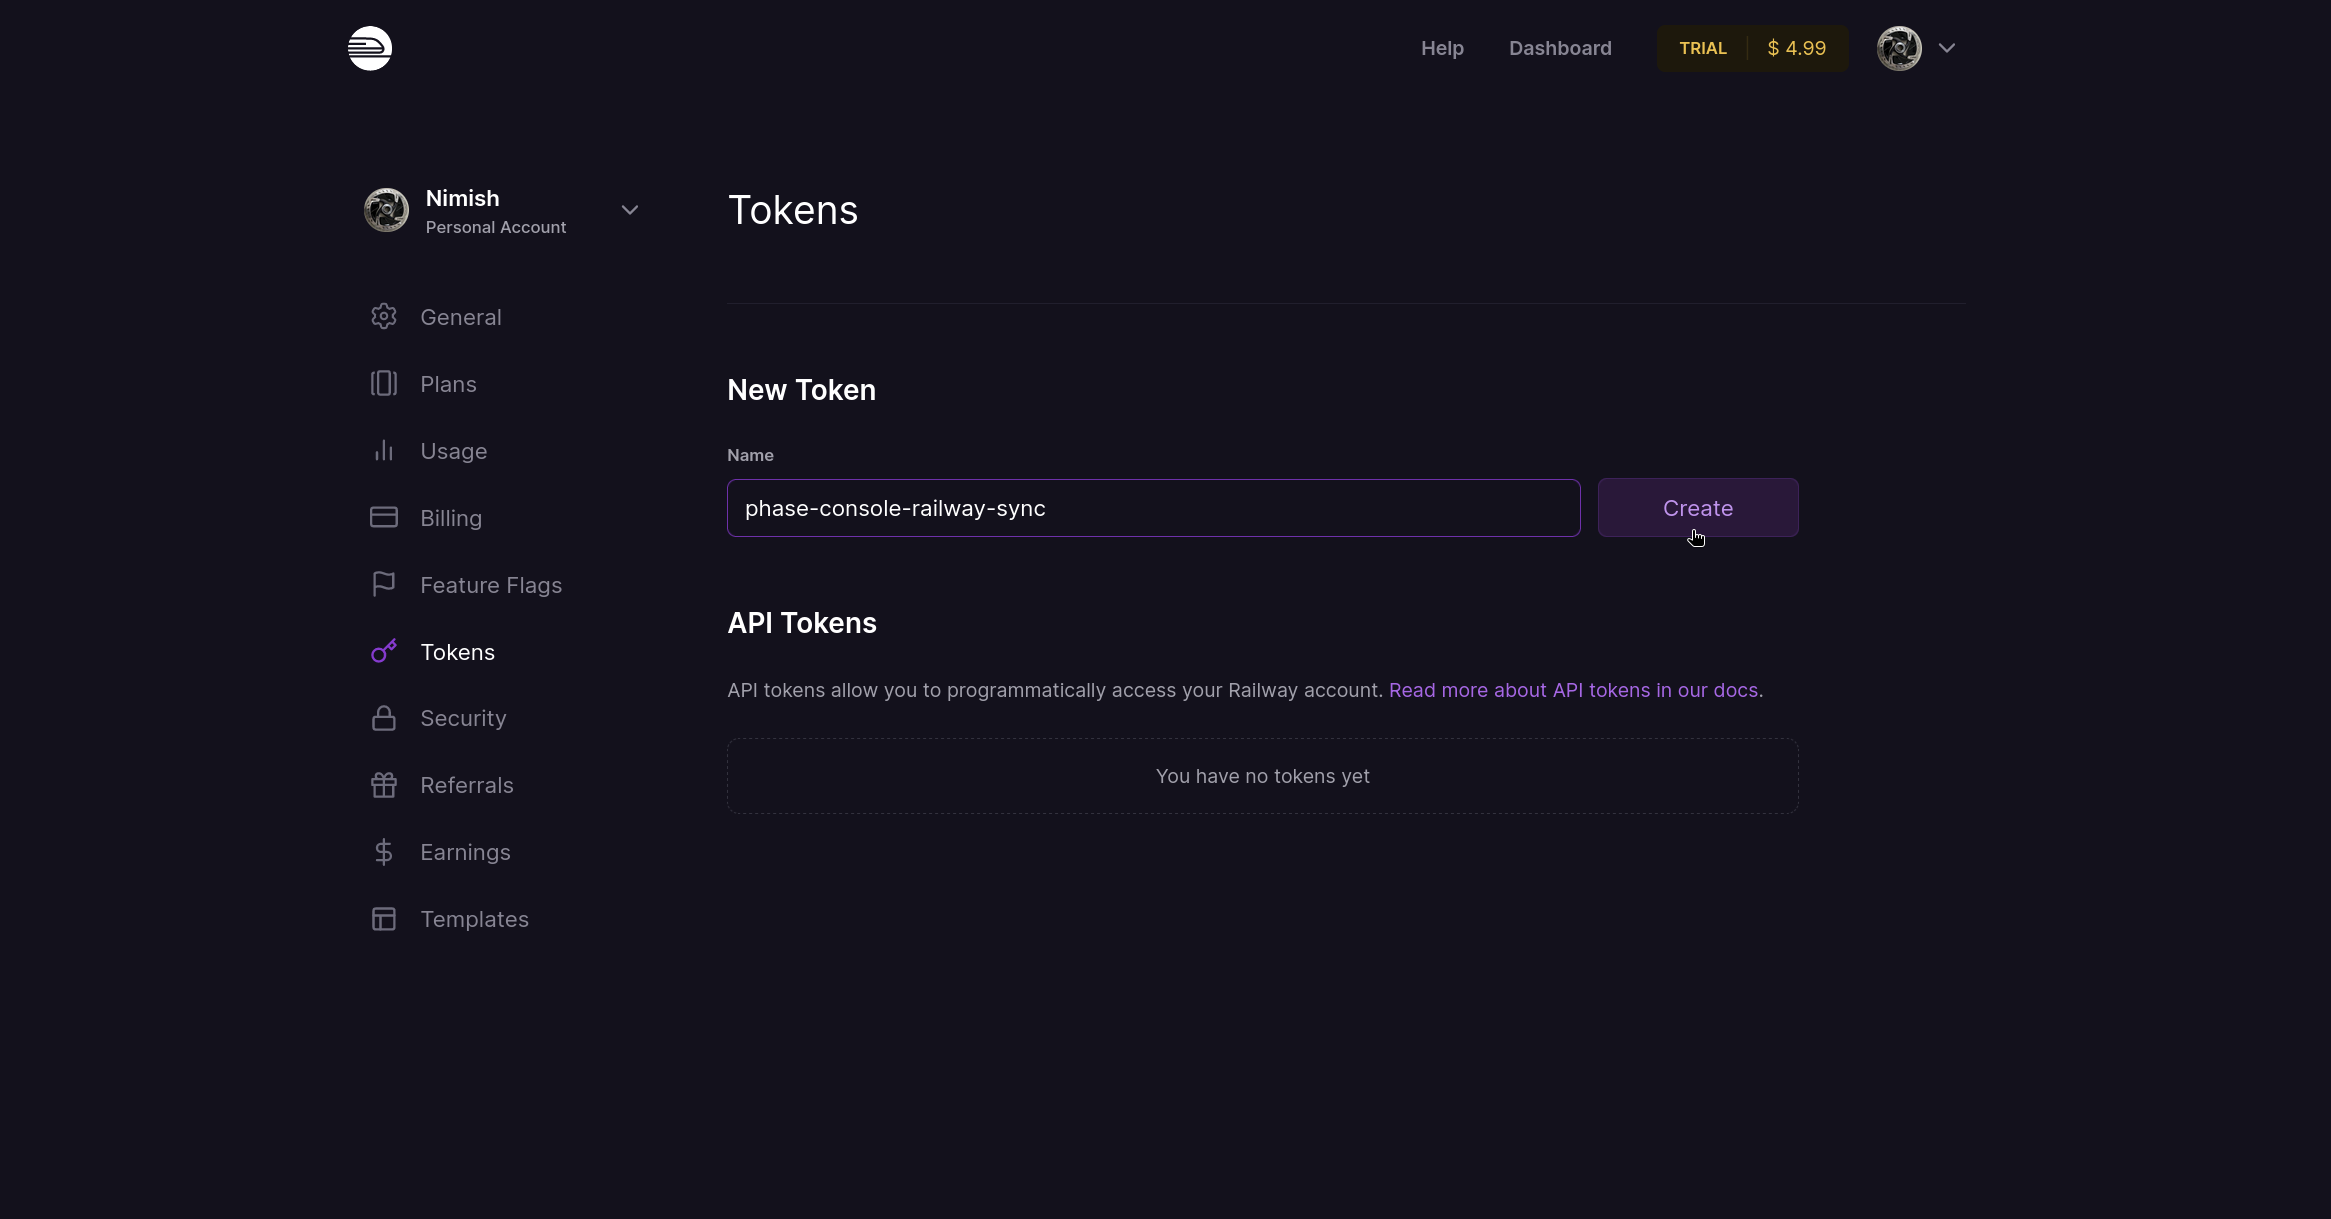 Help
Dashboard
TRIAL
$ 4.99
Nimish
Personal Account
General
Plans
Usage
Billing
Feature Flags
Tokens
Security
Referrals
Earnings
Templates
Tokens
New Token
Name
phase-console-railway-sync
Create
API Tokens
API tokens allow you to programmatically access your Railway account. Read more about API tokens in our docs.
You have no tokens yet